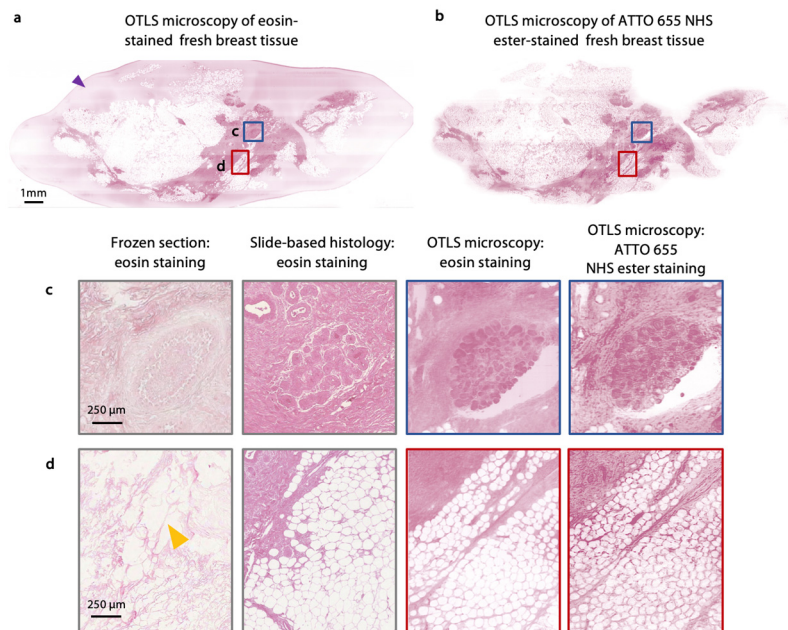 a
OTLS microscopy of eosin-
stained fresh breast tissue
b
OTLS microscopy of ATTO 655 NHS
ester-stained fresh breast tissue
c
d
1mm
Frozen section:
eosin staining
Slide-based histology:
eosin staining
OTLS microscopy:
eosin staining
OTLS microscopy:
ATTO 655
NHS ester staining
c
250 µm
d
250 µm